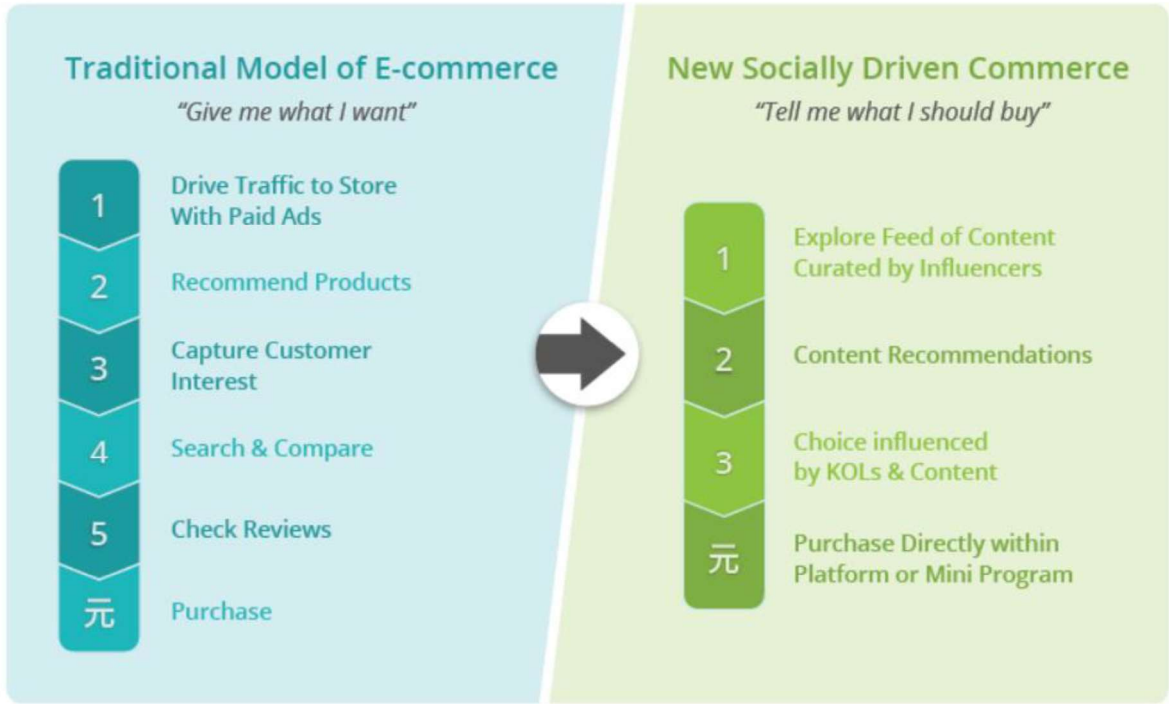 Traditional Model of E-commerce
“Give me what I want”
1
Drive Traffic to Store
With Paid Ads
2
Recommend Products
3
Capture Customer
Interest
4
Search & Compare
5
Check Reviews
元
Purchase
New Socially Driven Commerce
“Tell me what I should buy”
1
Explore Feed of Content
Curated by Influencers
2
Content Recommendations
3
Choice influenced
by KOLs & Content
元
Purchase Directly within
Platform or Mini Program